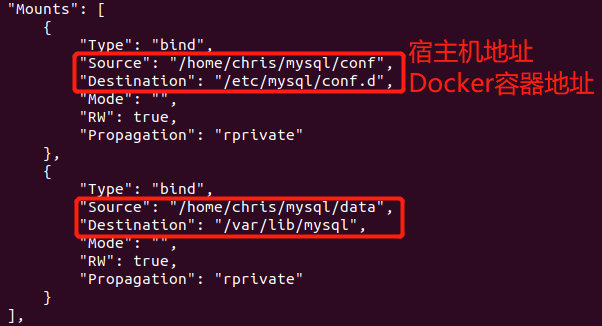 "Mounts": [
{
"Type": "bind",
"Source": "/home/chris/mysql/conf",
"Destination": "/etc/mysql/conf.d",
"Mode": "",
"RW": true,
"Propagation": "rprivate"
},
{
"Type": "bind",
"Source": "/home/chris/mysql/data",
"Destination": "/var/lib/mysql",
"Mode": "",
"RW": true,
"Propagation": "rprivate"
}
],
宿主机地址
Docker容器地址